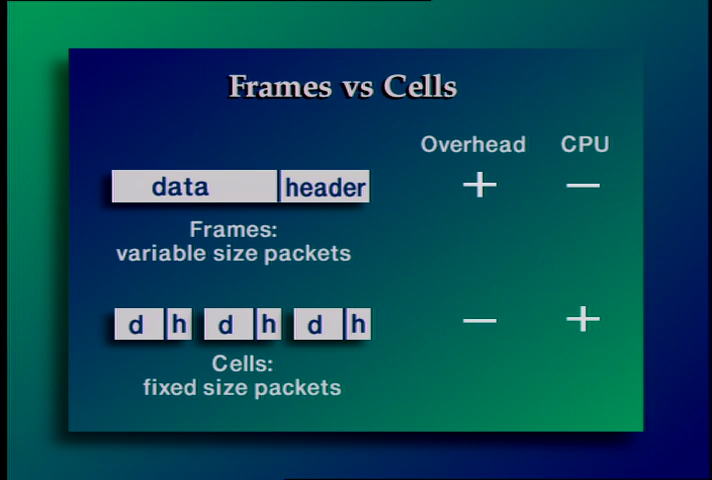 Frames vs Cells
Overhead CPU
data header + −
Frames:
variable size packets
d h d h d h − +
Cells:
fixed size packets